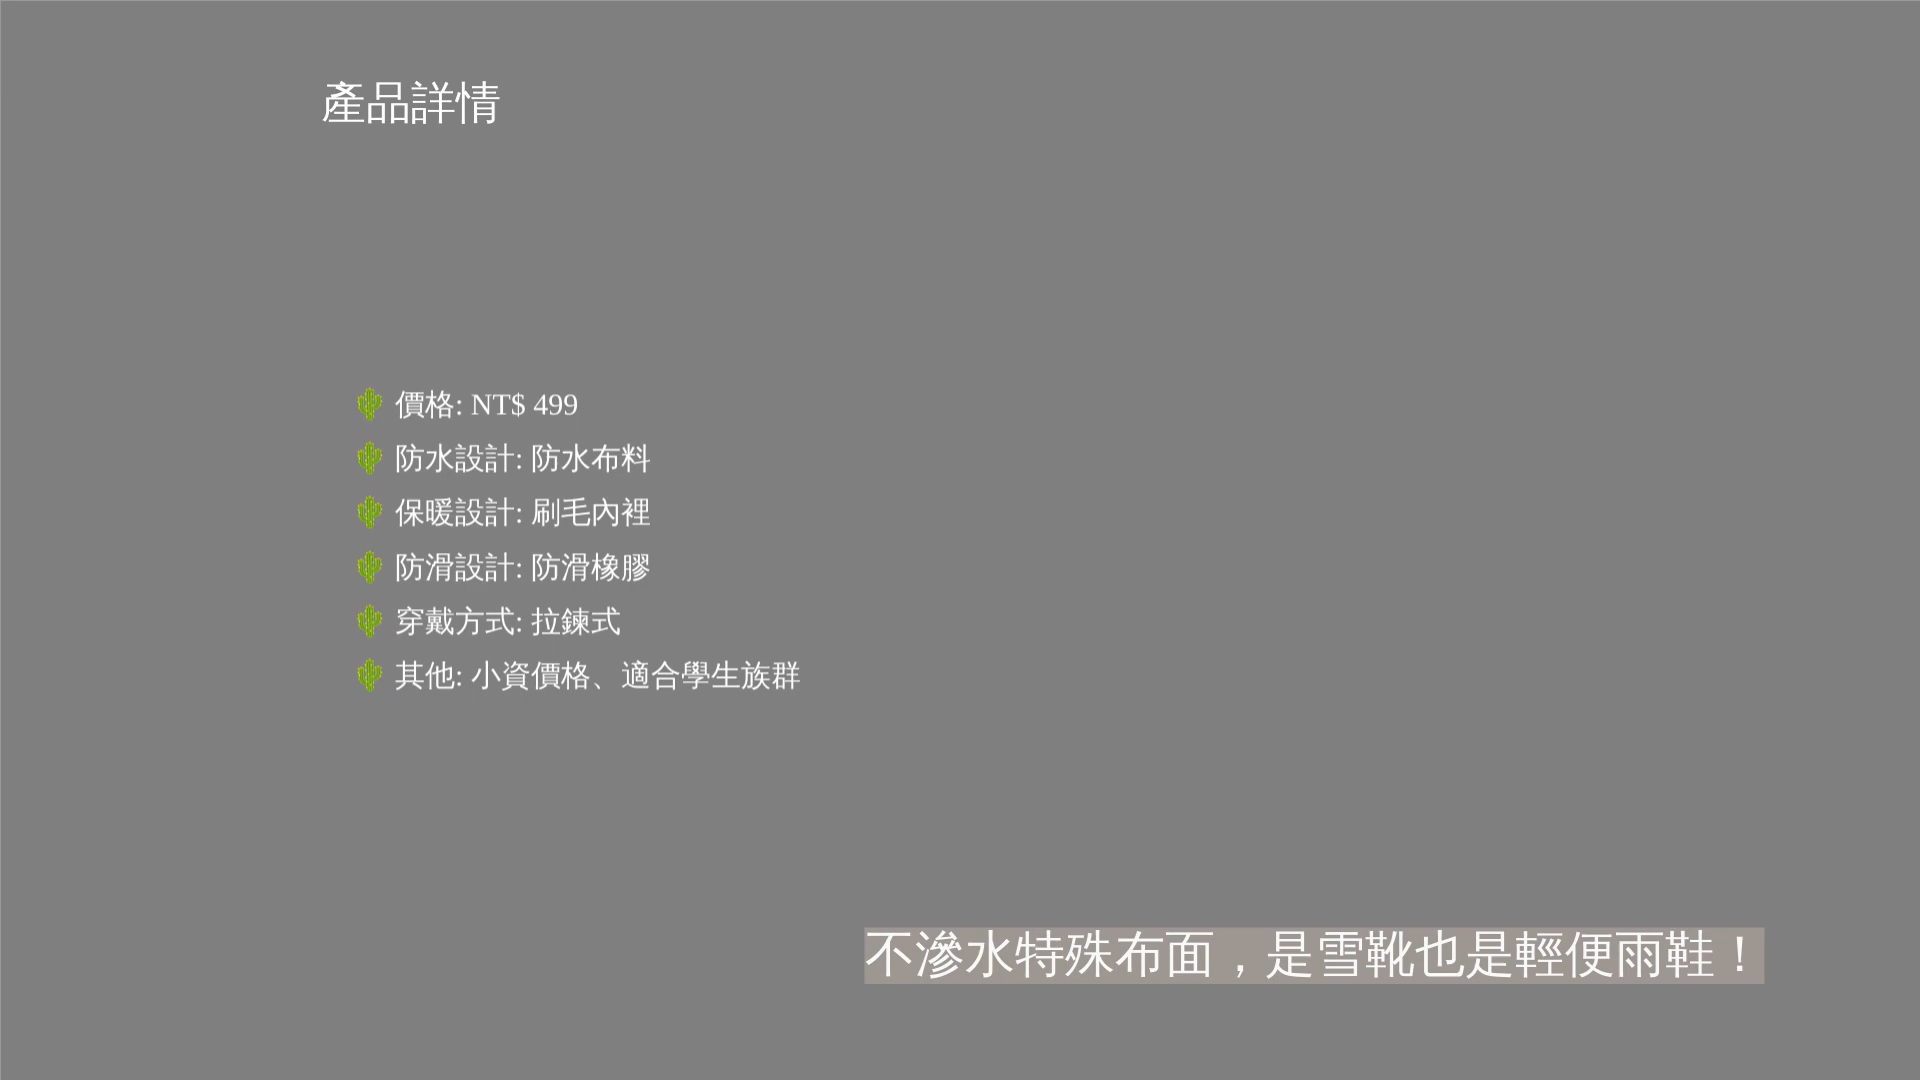 產品詳情
🌵 價格: NT$ 499
🌵 防水設計: 防水布料
🌵 保暖設計: 刷毛內裡
🌵 防滑設計: 防滑橡膠
🌵 穿戴方式: 拉鍊式
🌵 其他: 小資價格、適合學生族群
不滲水特殊布面，是雪靴也是輕便雨鞋！